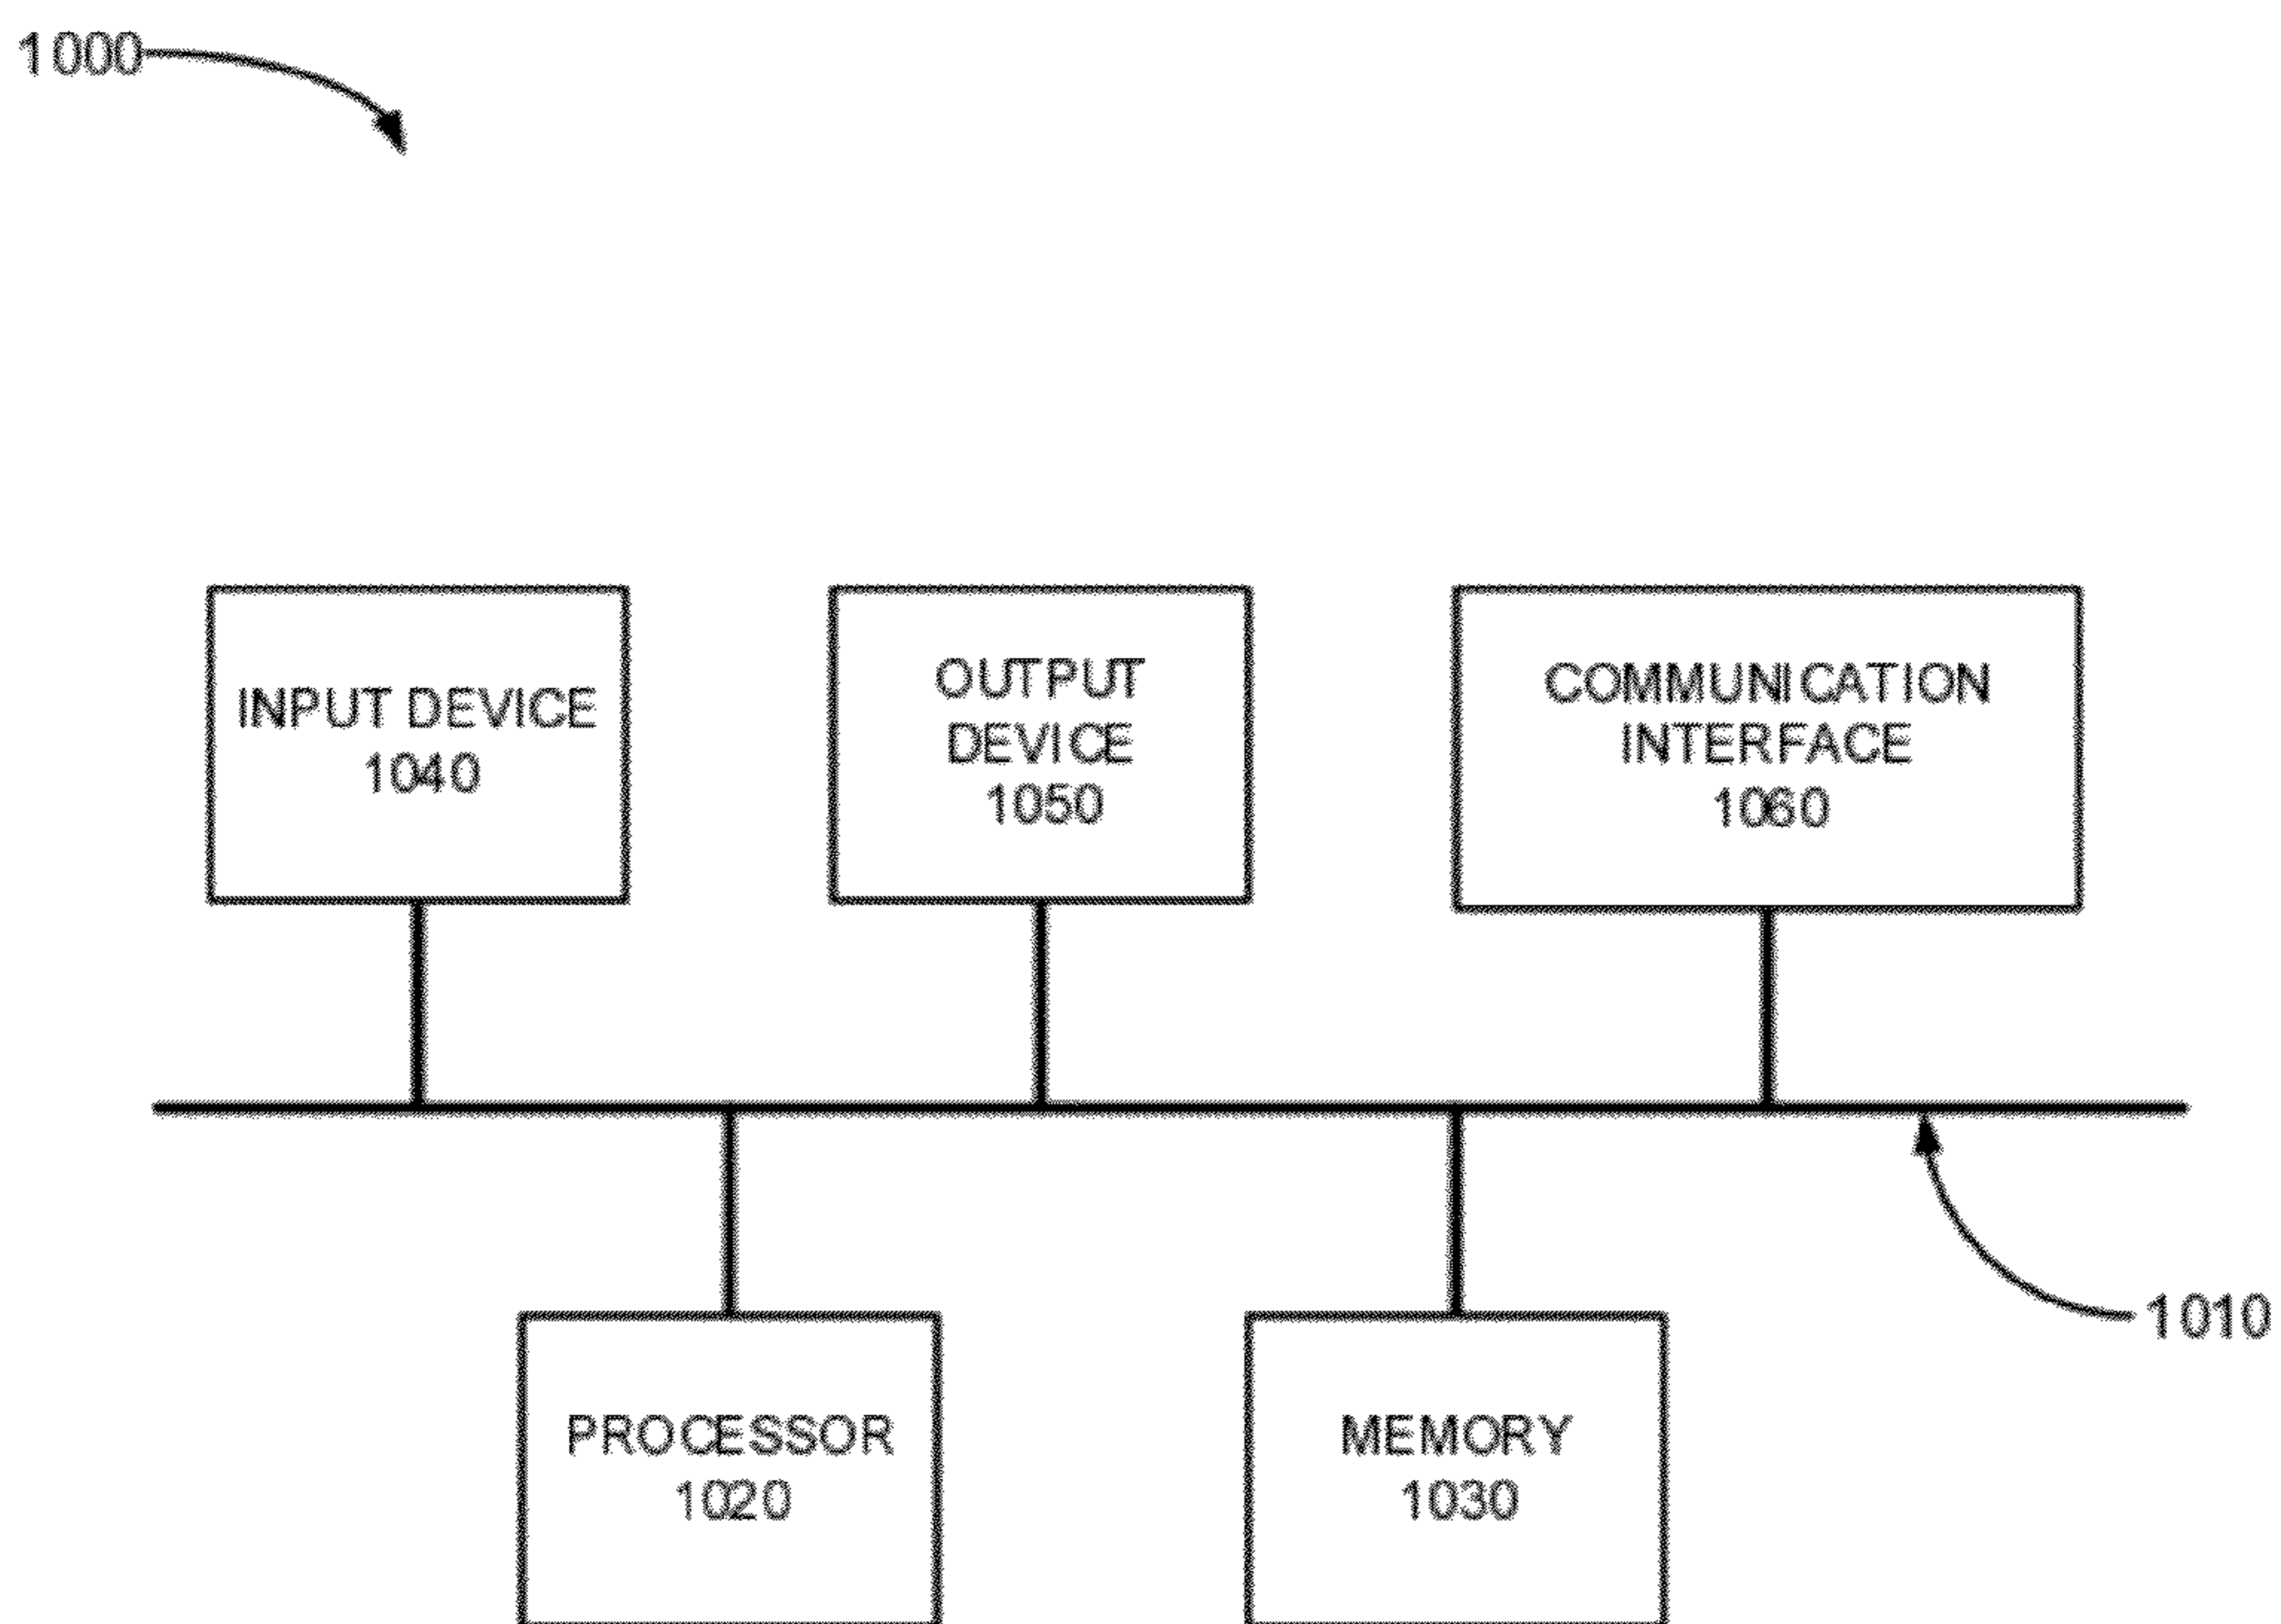 1000
INPUT DEVICE
1040
OUTPUT
DEVICE
1050
COMMUNICATION
INTERFACE
1060
1010
PROCESSOR
1020
MEMORY
1030